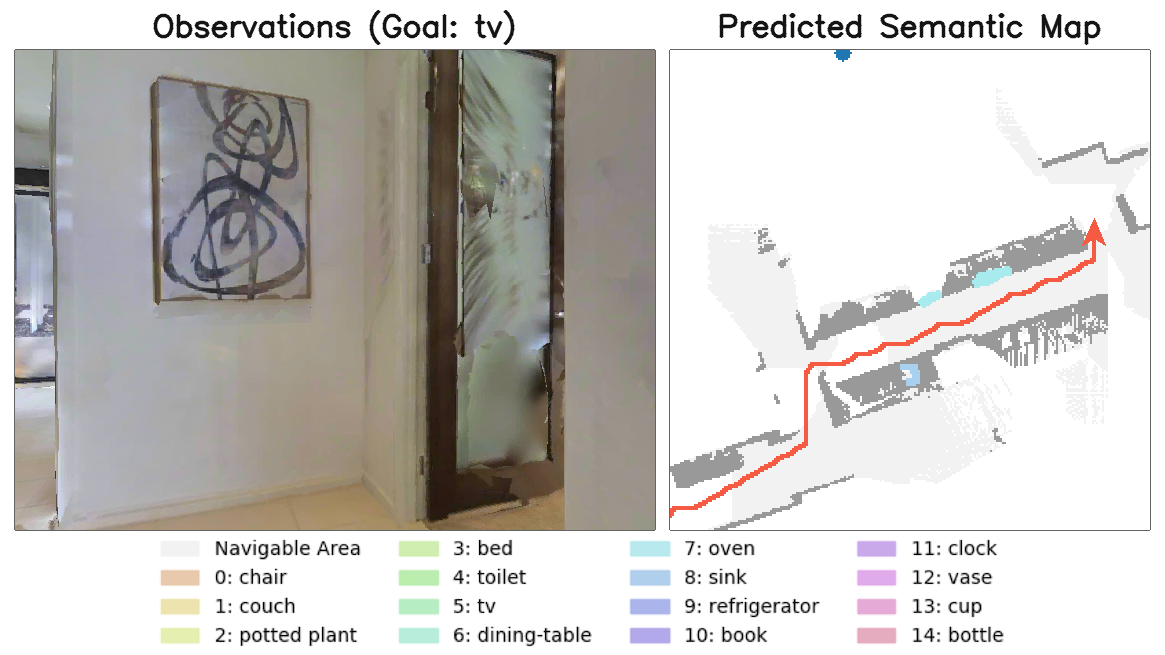 Observations (Goal: tv)
Predicted Semantic Map
Navigable Area
0: chair
1: couch
2: potted plant
3: bed
4: toilet
5: tv
6: dining-table
7: oven
8: sink
9: refrigerator
10: book
11: clock
12: vase
13: cup
14: bottle